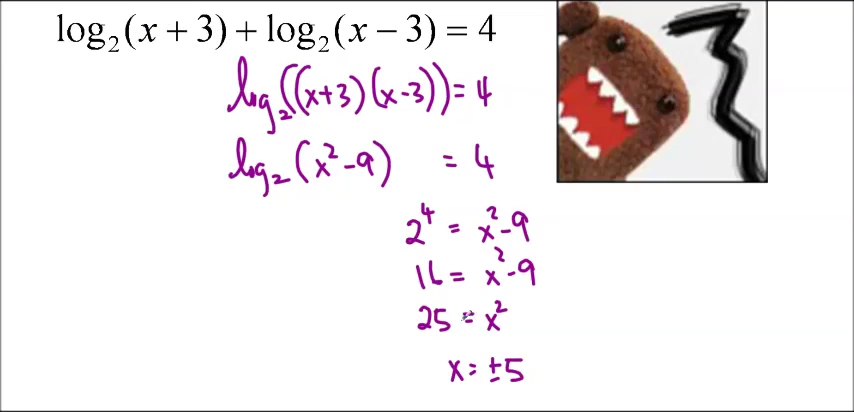 log₂(x + 3) + log₂(x − 3) = 4
log₂((x+3)(x-3)) = 4
log₂(x²-9) = 4
2⁴ = x²-9
16 = x²-9
25 = x²
x = ±5